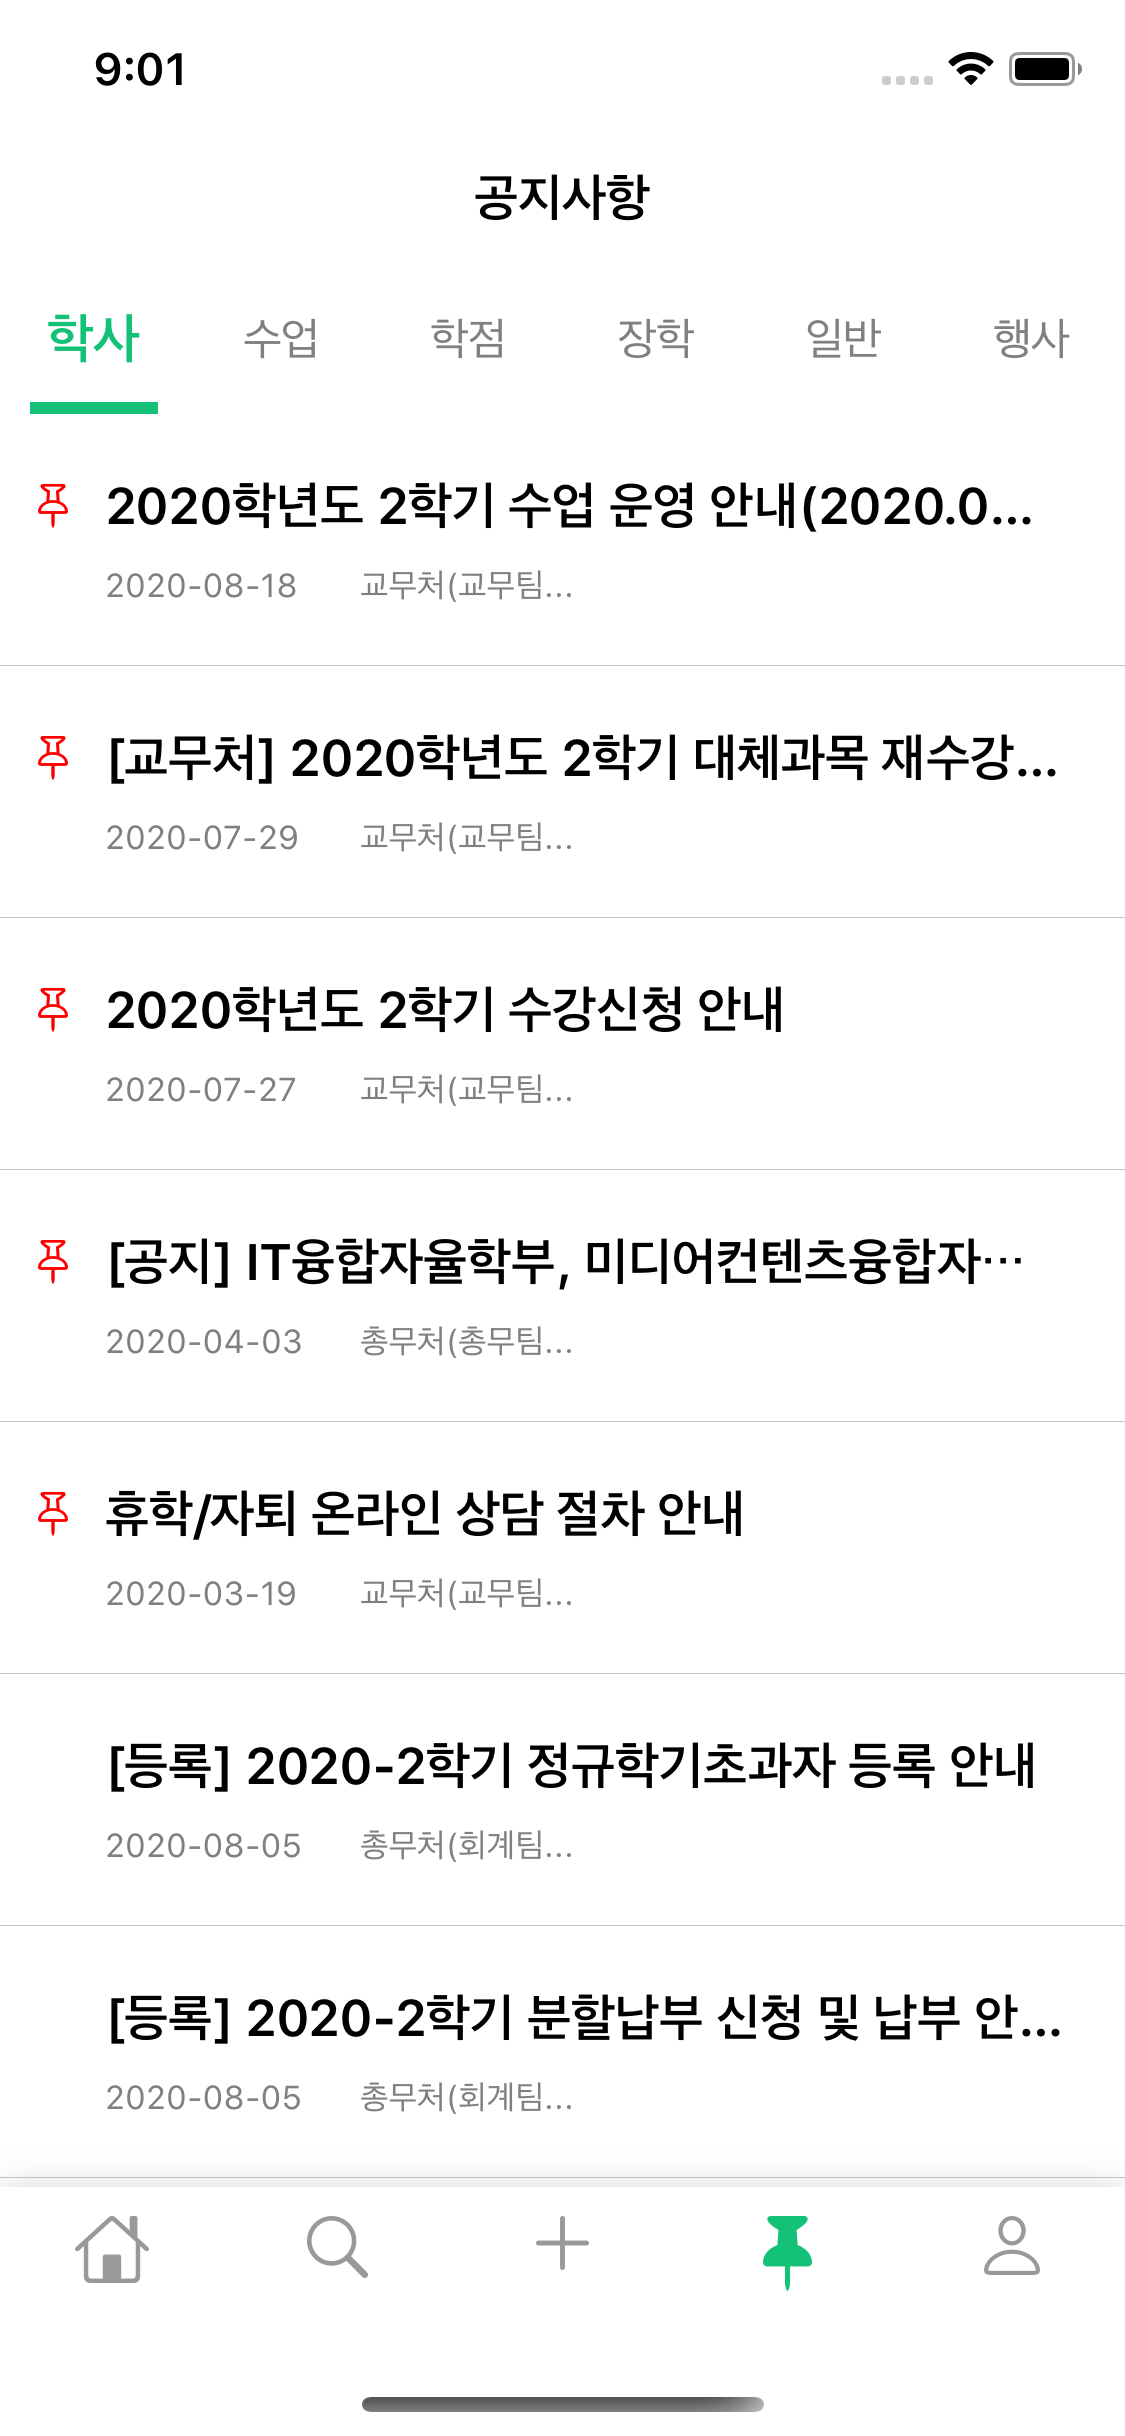 9:01
공지사항
학사 수업 학점 장학 일반 행사
2020학년도 2학기 수업 운영 안내(2020.0...
2020-08-18 교무처(교무팀...
[교무처] 2020학년도 2학기 대체과목 재수강...
2020-07-29 교무처(교무팀...
2020학년도 2학기 수강신청 안내
2020-07-27 교무처(교무팀...
[공지] IT융합자율학부, 미디어컨텐츠융합자…
2020-04-03 총무처(총무팀...
휴학/자퇴 온라인 상담 절차 안내
2020-03-19 교무처(교무팀...
[등록] 2020-2학기 정규학기초과자 등록 안내
2020-08-05 총무처(회계팀...
[등록] 2020-2학기 분할납부 신청 및 납부 안...
2020-08-05 총무처(회계팀...